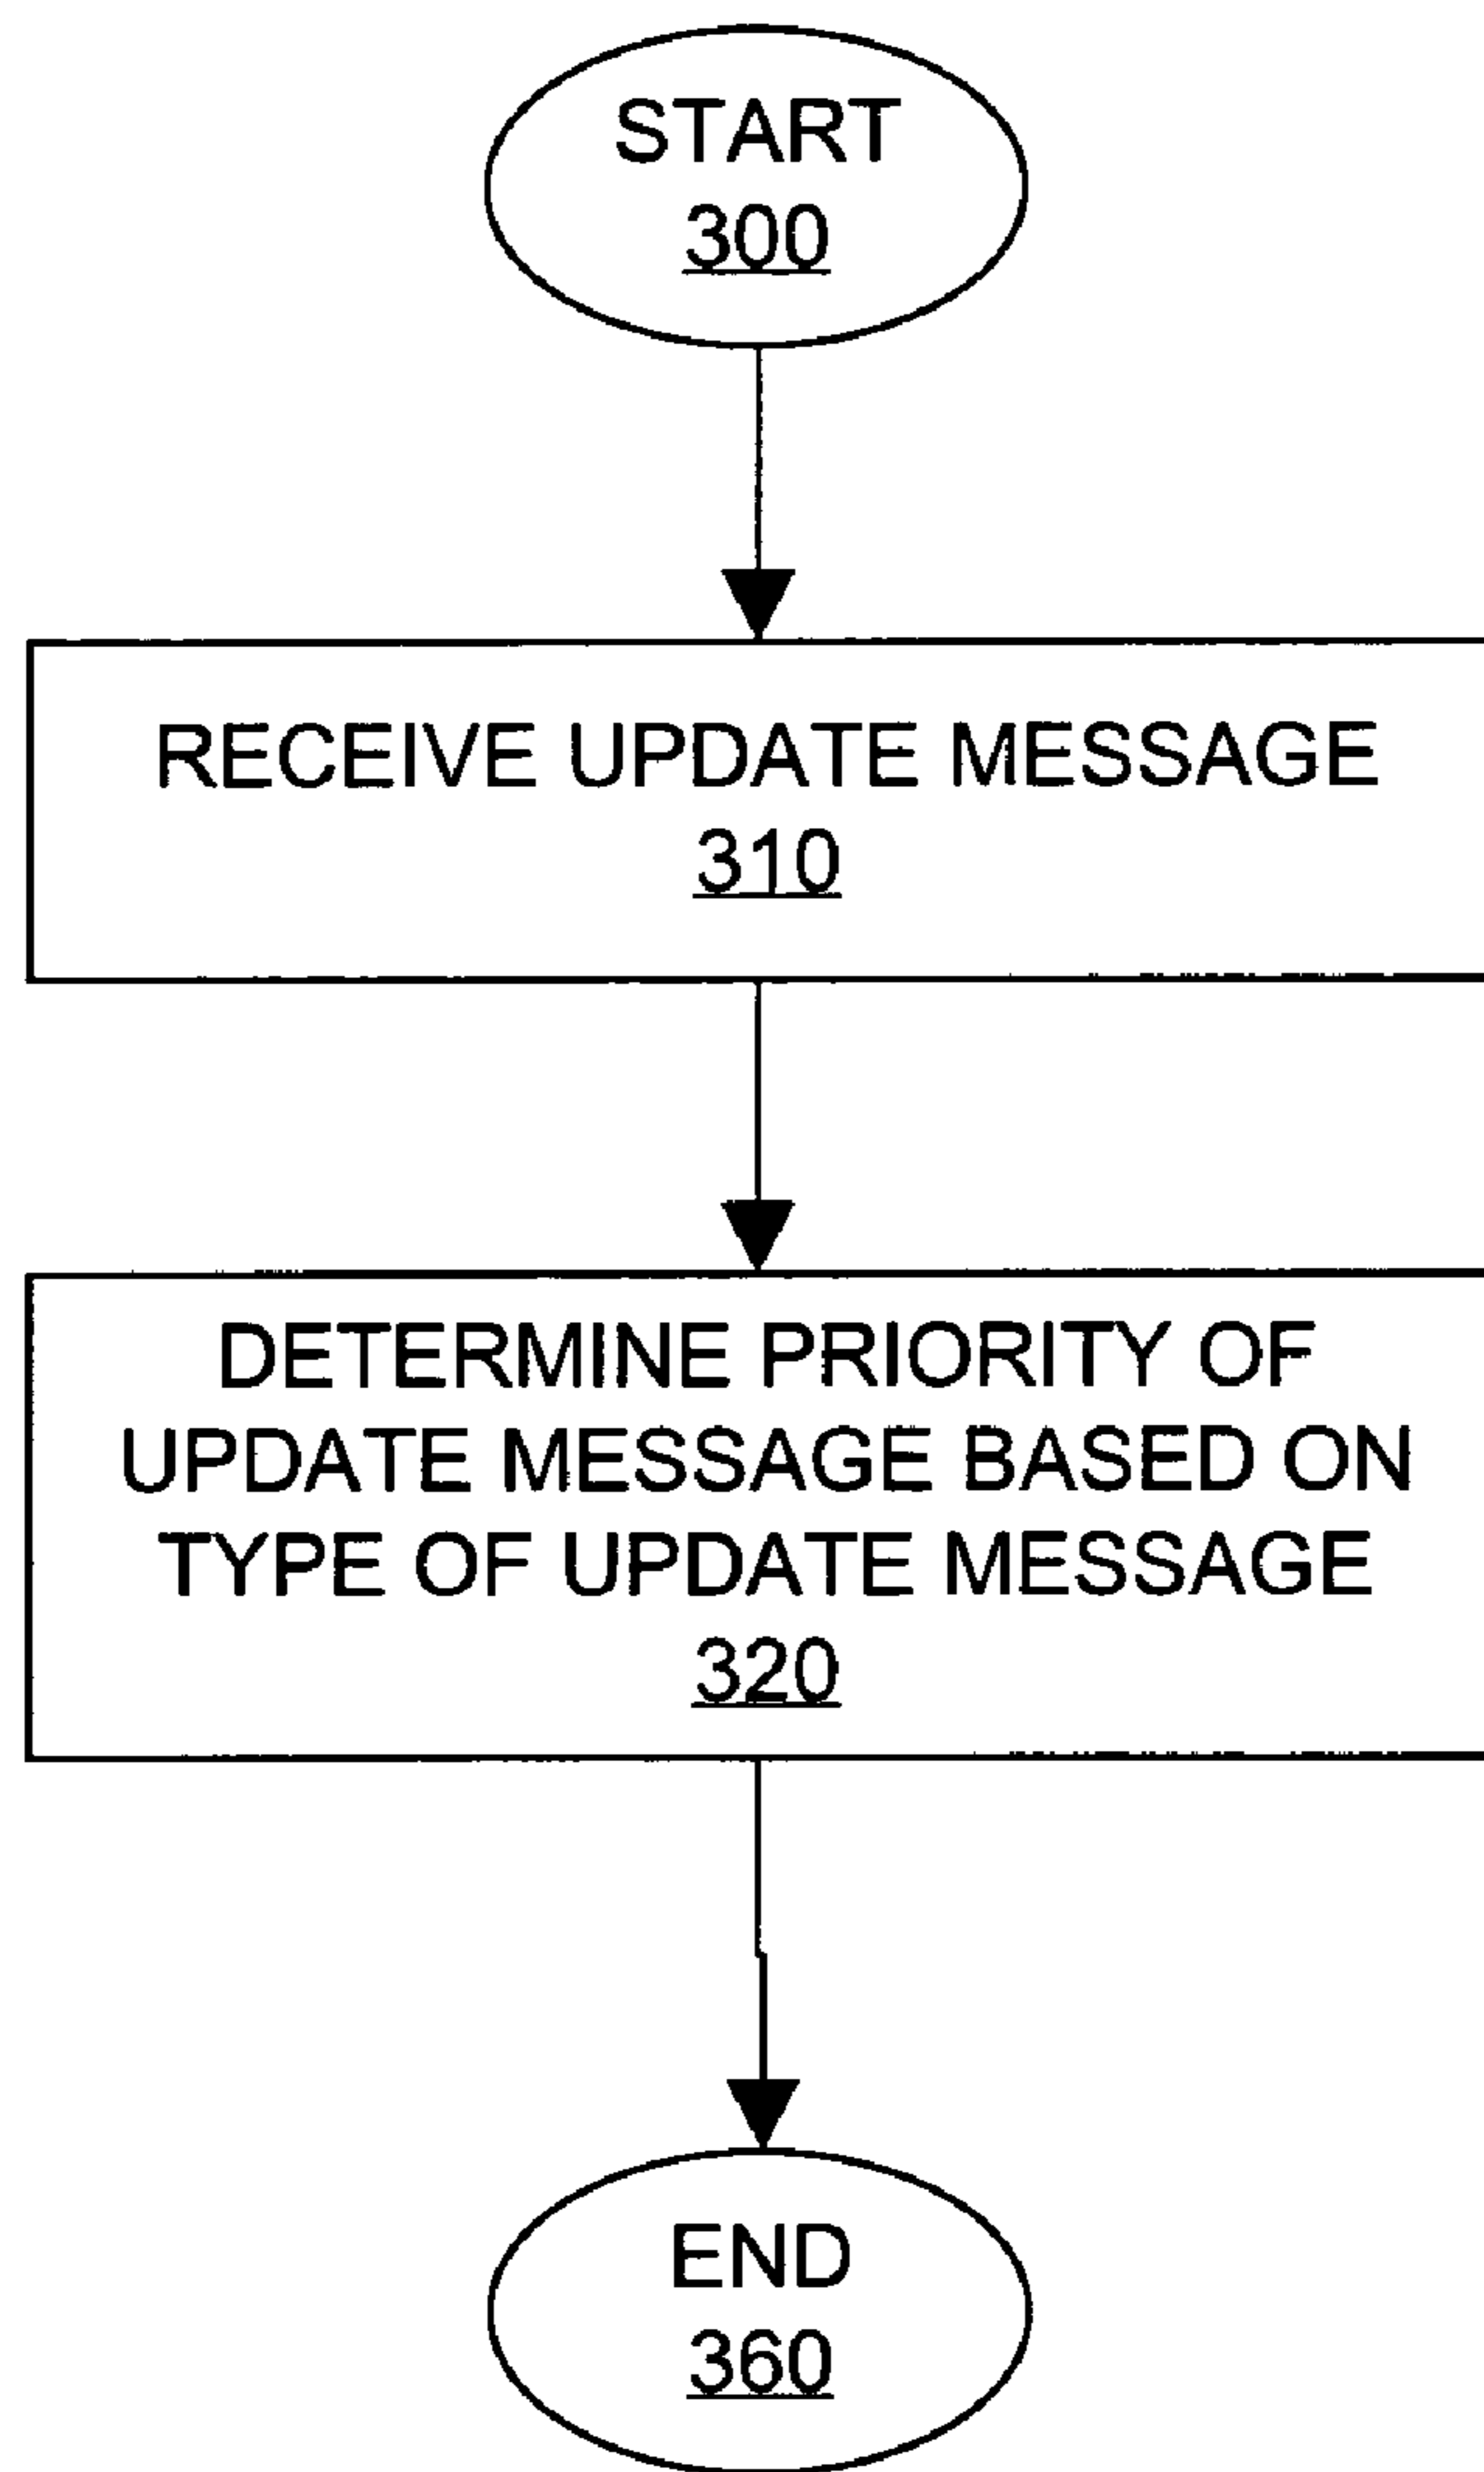 START
300
RECEIVE UPDATE MESSAGE
310
DETERMINE PRIORITY OF
UPDATE MESSAGE BASED ON
TYPE OF UPDATE MESSAGE
320
END
360